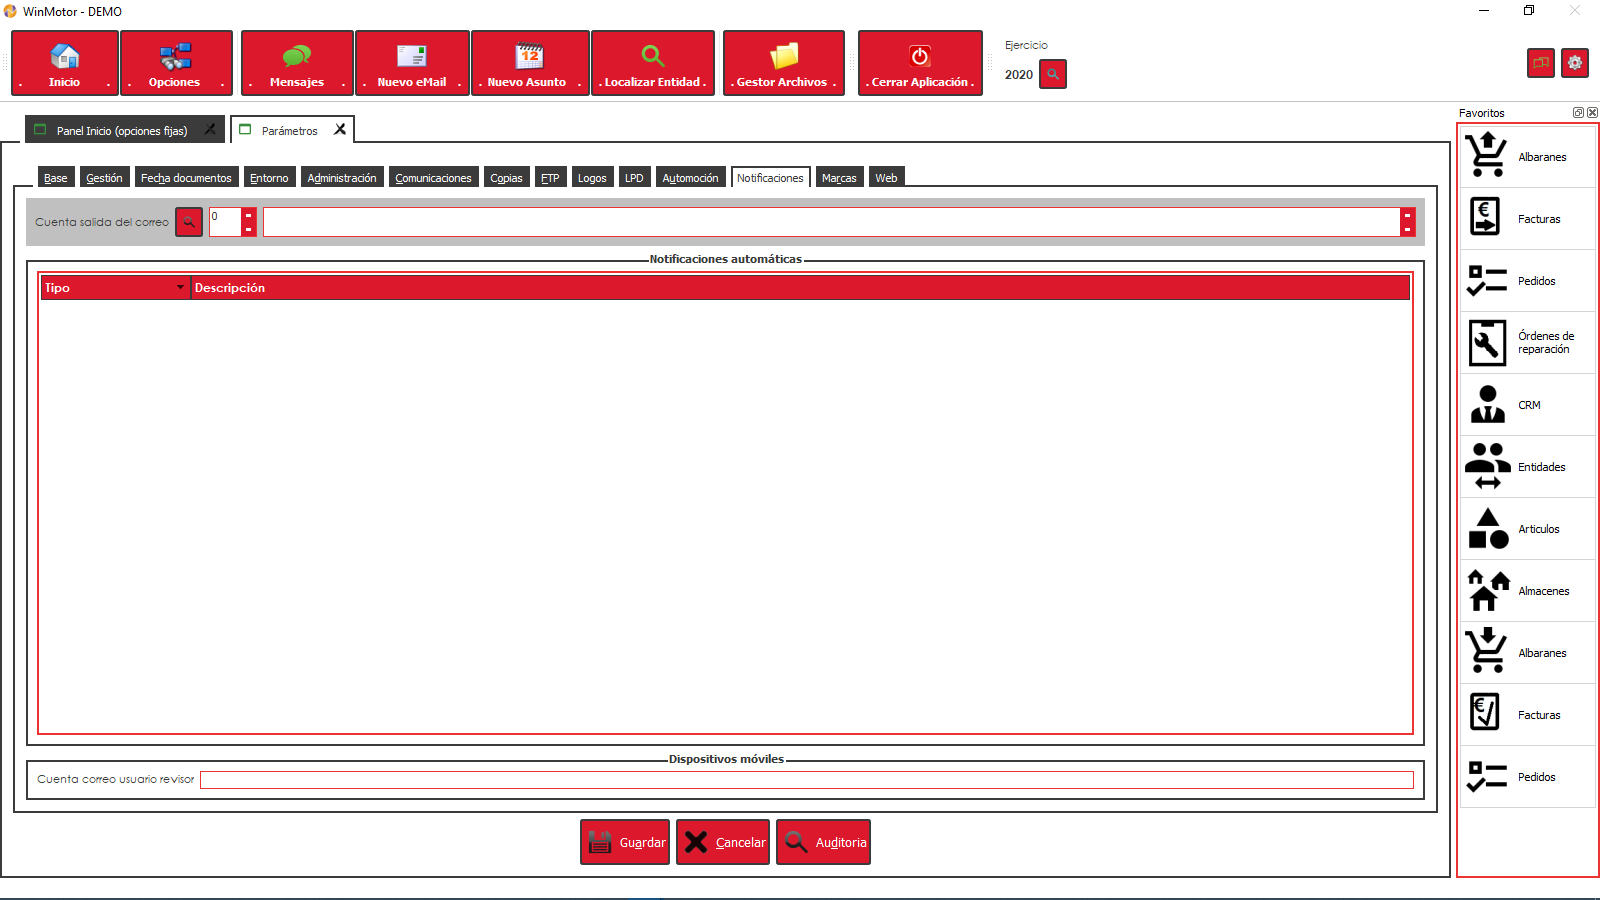 WinMotor - DEMO
. Inicio .
. Opciones .
. Mensajes .
. Nuevo eMail .
. Nuevo Asunto .
. Localizar Entidad .
12
. Gestor Archivos .
. Cerrar Aplicación .
Ejercicio
2020
Panel Inicio (opciones fijas)
Parámetros
Favoritos
Base
Gestión
Fecha documentos
Entorno
Administración
Comunicaciones
Copias
FTP
Logos
LPD
Automoción
Notificaciones
Marcas
Web
Cuenta salida del correo
0
Notificaciones automáticas
Tipo
Descripción
Dispositivos móviles
Cuenta correo usuario revisor
Guardar
Cancelar
Auditoria
Albaranes
€
Facturas
Pedidos
Órdenes de
reparación
CRM
Entidades
Articulos
Almacenes
Albaranes
€
Facturas
Pedidos